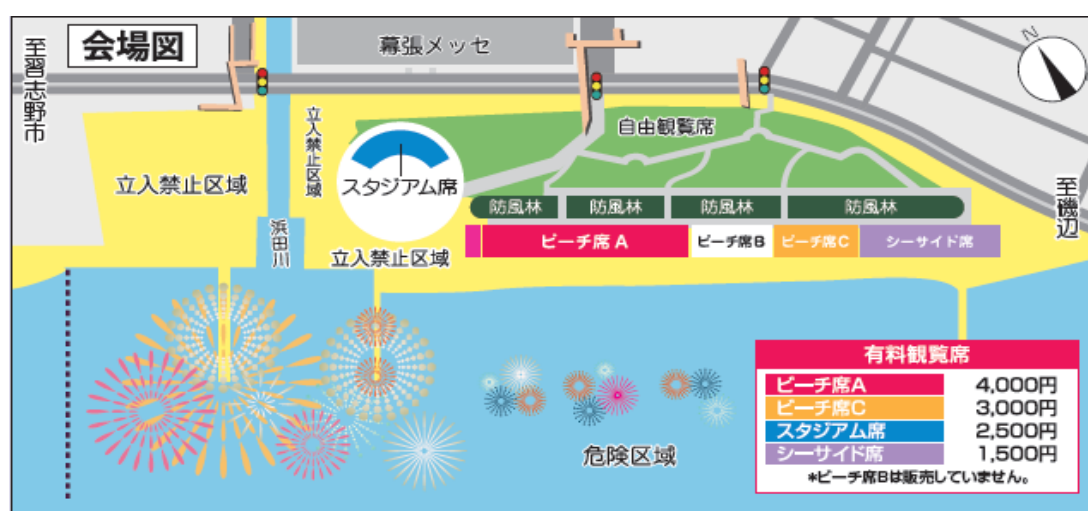 会場図
至習志野市
幕張メッセ
N
立入禁止区域
自由観覧席
スタジアム席
立入禁止区域
至磯辺
防風林
防風林
防風林
防風林
浜田川
ビーチ席A
ビーチ席B
ビーチ席C
シーサイド席
立入禁止区域
危険区域
有料観覧席
ビーチ席A 4,000円
ビーチ席C 3,000円
スタジアム席 2,500円
シーサイド席 1,500円
*ビーチ席Bは販売していません。